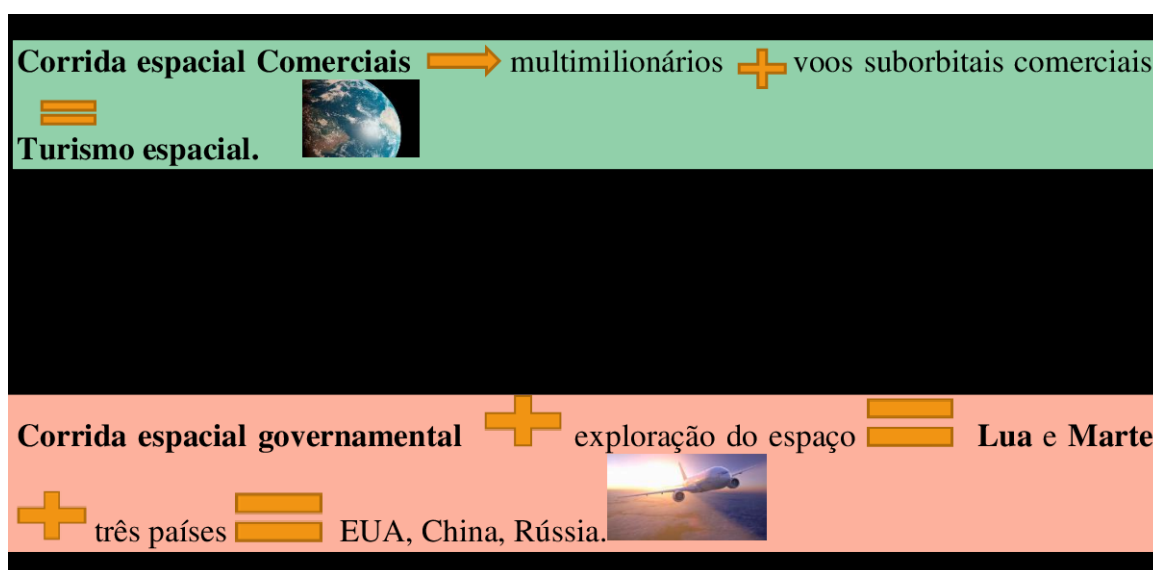 Corrida espacial Comerciais multimilionários voos suborbitais comerciais
Turismo espacial.
Corrida espacial governamental exploração do espaço Lua e Marte
três países EUA, China, Rússia.